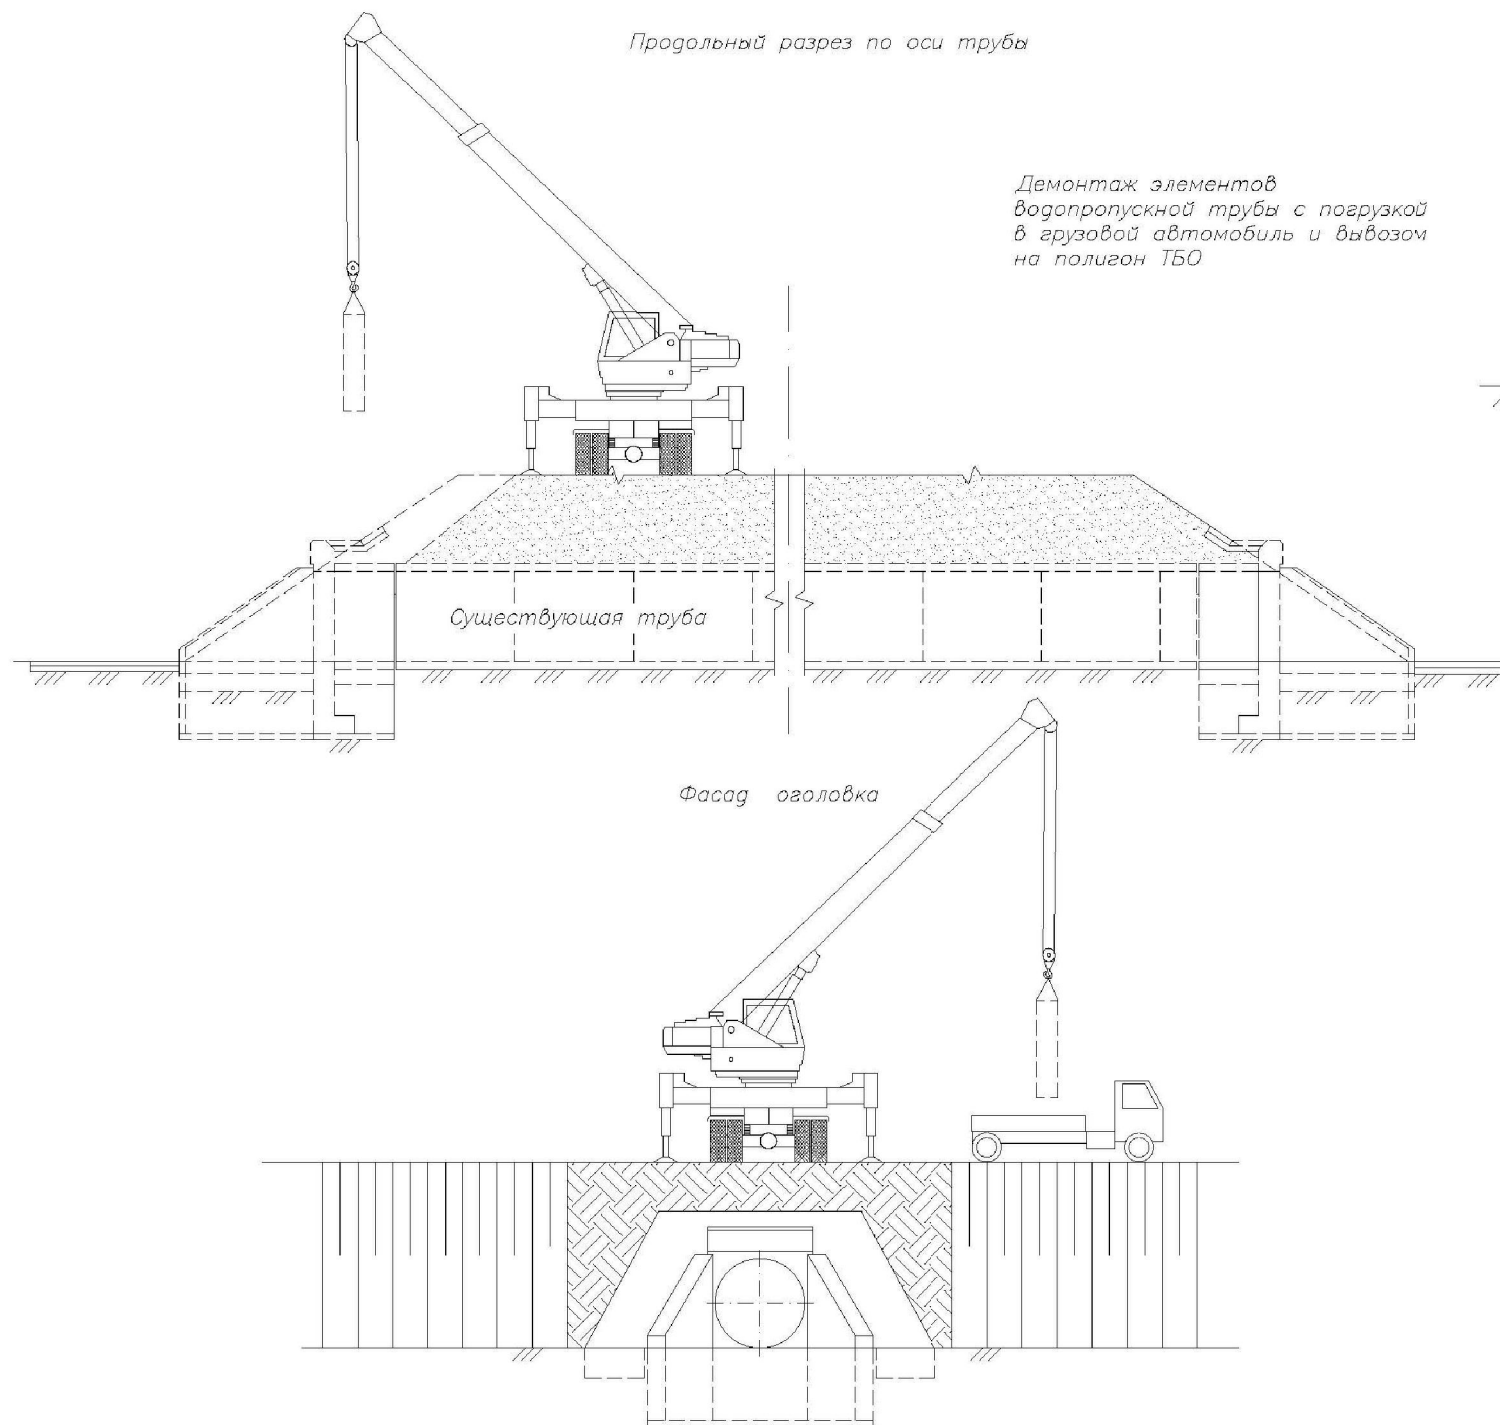 Продольный разрез по оси трубы
Демонтаж элементов
водопропускной трубы с погрузкой
в грузовой автомобиль и вывозом
на полигон ТБО
Существующая труба
Фасад оголовка